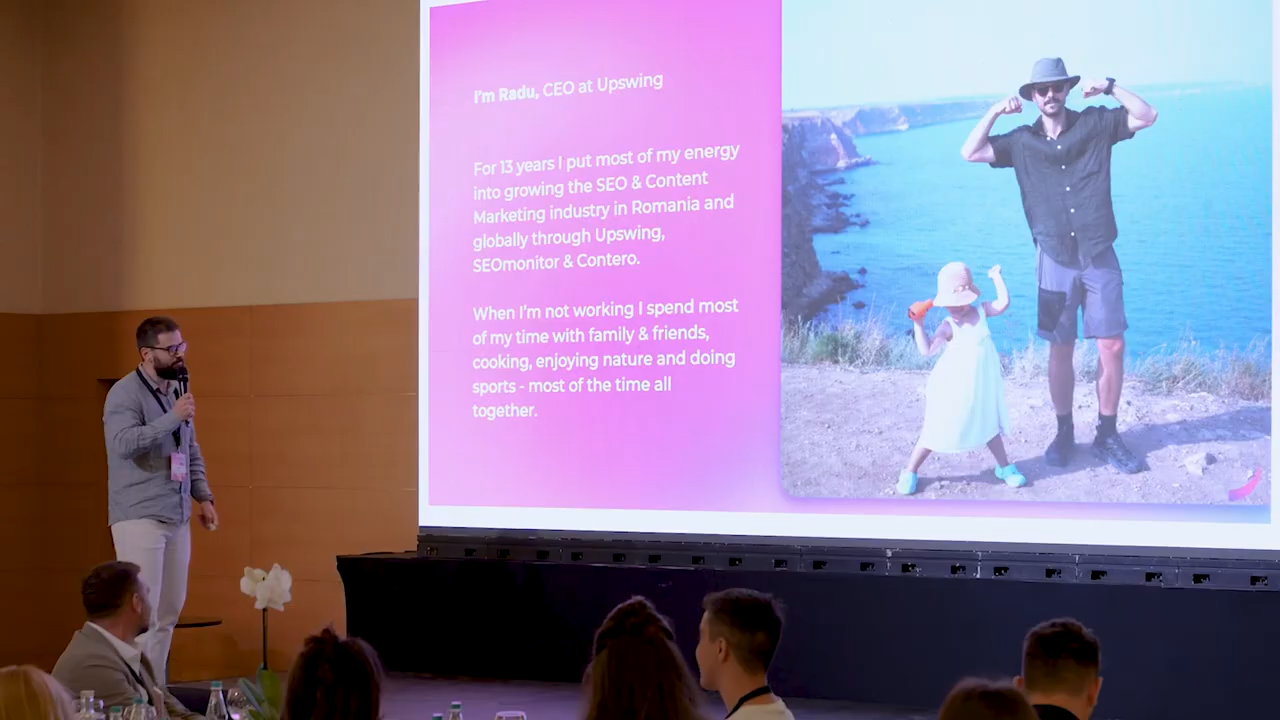 I'm Radu, CEO at Upswing
For 13 years I put most of my energy
into growing the SEO & Content
Marketing industry in Romania and
globally through Upswing,
SEOmonitor & Contero.
When I'm not working I spend most
of my time with family & friends,
cooking, enjoying nature and doing
sports - most of the time all
together.